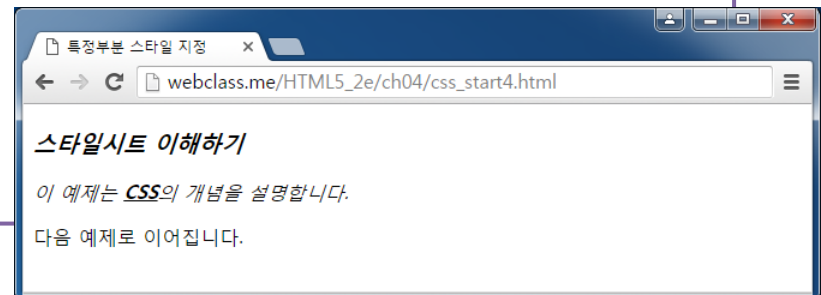 특정부분 스타일 지정
webclass.me/HTML5_2e/ch04/css_start4.html
스타일시트 이해하기
이 예제는 CSS의 개념을 설명합니다.
다음 예제로 이어집니다.